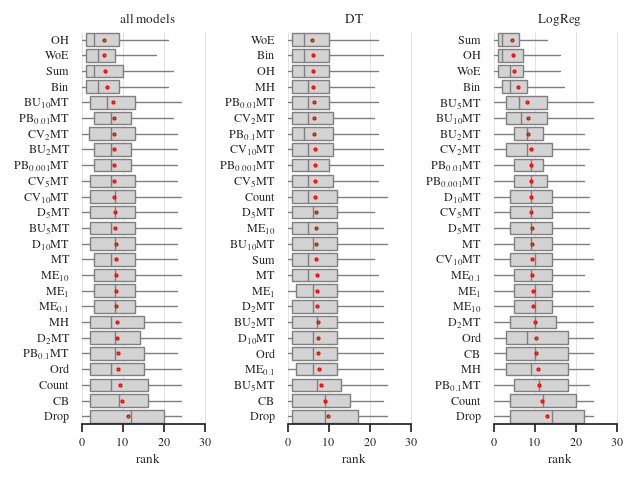 all models
OH
WoE
Sum
Bin
BU₁₀MT
PB₀.₀₁MT
CV₂MT
BU₂MT
PB₀.₀₀₁MT
CV₅MT
CV₁₀MT
D₅MT
BU₅MT
D₁₀MT
MT
ME₁₀
ME₁
ME₀.₁
MH
D₂MT
PB₀.₁MT
Ord
Count
CB
Drop
0 10 20 30
rank
DT
WoE
Bin
OH
MH
PB₀.₀₁MT
CV₂MT
PB₀.₁MT
CV₁₀MT
PB₀.₀₀₁MT
CV₅MT
Count
D₅MT
ME₁₀
BU₁₀MT
Sum
MT
ME₁
D₂MT
BU₂MT
D₁₀MT
Ord
ME₀.₁
BU₅MT
CB
Drop
0 10 20 30
rank
LogReg
Sum
OH
WoE
Bin
BU₅MT
BU₁₀MT
BU₂MT
CV₂MT
PB₀.₀₁MT
PB₀.₀₀₁MT
D₁₀MT
CV₅MT
D₅MT
MT
CV₁₀MT
ME₀.₁
ME₁
ME₁₀
D₂MT
Ord
CB
MH
PB₀.₁MT
Count
Drop
0 10 20 30
rank